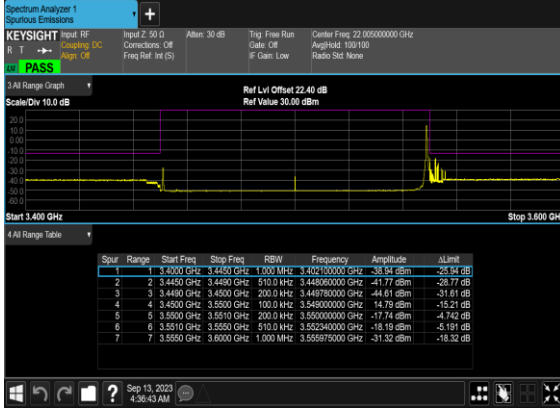 Spectrum Analyzer 1
Spurious Emissions
+
KEYSIGHT Input: RF Input Z: 50 Ω Atten: 30 dB Trig: Free Run Center Freq: 22.005000000 GHz
R T Coupling: DC Corrections: Off Gate: Off Avg|Hold: 100/100
Align: Off Freq Ref: Int (S) IF Gain: Low Radio Std: None
PASS
3 All Range Graph Ref Lvl Offset 22.40 dB
Scale/Div 10.0 dB Ref Value 30.00 dBm
20.0
10.0
0.00
-10.0
-20.0
-30.0
-40.0
-50.0
-60.0
Start 3.400 GHz Stop 3.600 GH
4 All Range Table
Spur Range Start Freq Stop Freq RBW Frequency Amplitude ΔLimit
1 1 3.4000 GHz 3.4450 GHz 1.000 MHz 3.402100000 GHz -38.94 dBm -25.94 dB
2 2 3.4450 GHz 3.4490 GHz 510.0 kHz 3.448060000 GHz -41.77 dBm -28.77 dB
3 3 3.4490 GHz 3.4500 GHz 200.0 kHz 3.449780000 GHz -44.61 dBm -31.61 dB
4 4 3.4500 GHz 3.5500 GHz 100.0 kHz 3.549000000 GHz 14.79 dBm -15.21 dB
5 5 3.5500 GHz 3.5510 GHz 200.0 kHz 3.550000000 GHz -17.74 dBm -4.742 dB
6 6 3.5510 GHz 3.5550 GHz 510.0 kHz 3.552340000 GHz -18.19 dBm -5.191 dB
7 7 3.5550 GHz 3.6000 GHz 1.000 MHz 3.555975000 GHz -31.32 dBm -18.32 dB
? Sep 13, 2023
4:36:43 AM